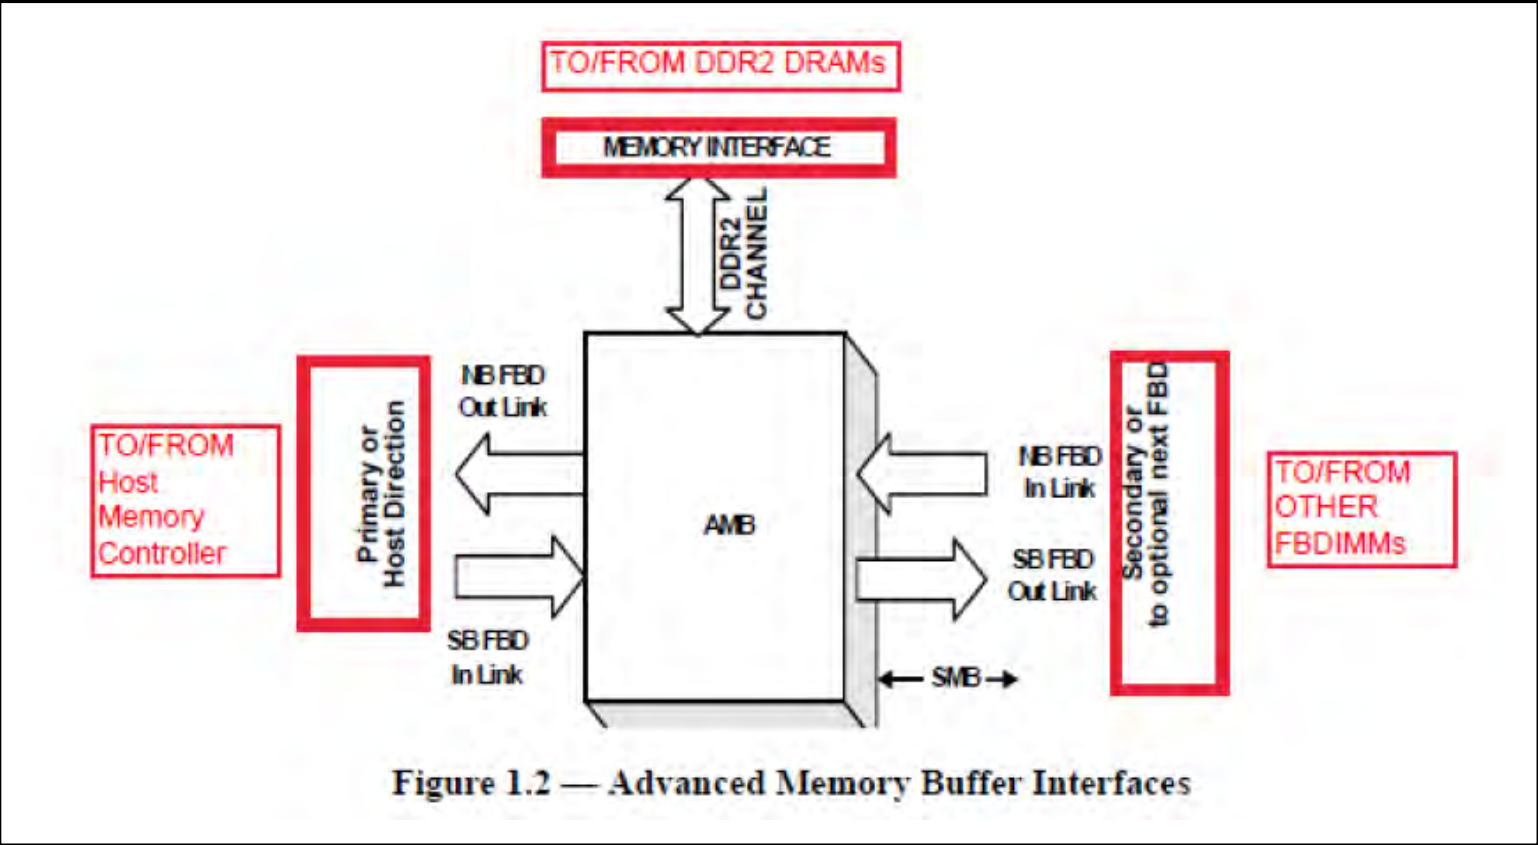 TO/FROM DDR2 DRAMs
MEMORY INTERFACE
DDR2
CHANNEL
NB FBD
Out Link
Primary or
Host Direction
TO/FROM
Host
Memory
Controller
SB FBD
In Link
AMB
NB FBD
In Link
SB FBD
Out Link
SMB
Secondary or
to optional next FBD
TO/FROM
OTHER
FBDIMMs
Figure 1.2 — Advanced Memory Buffer Interfaces